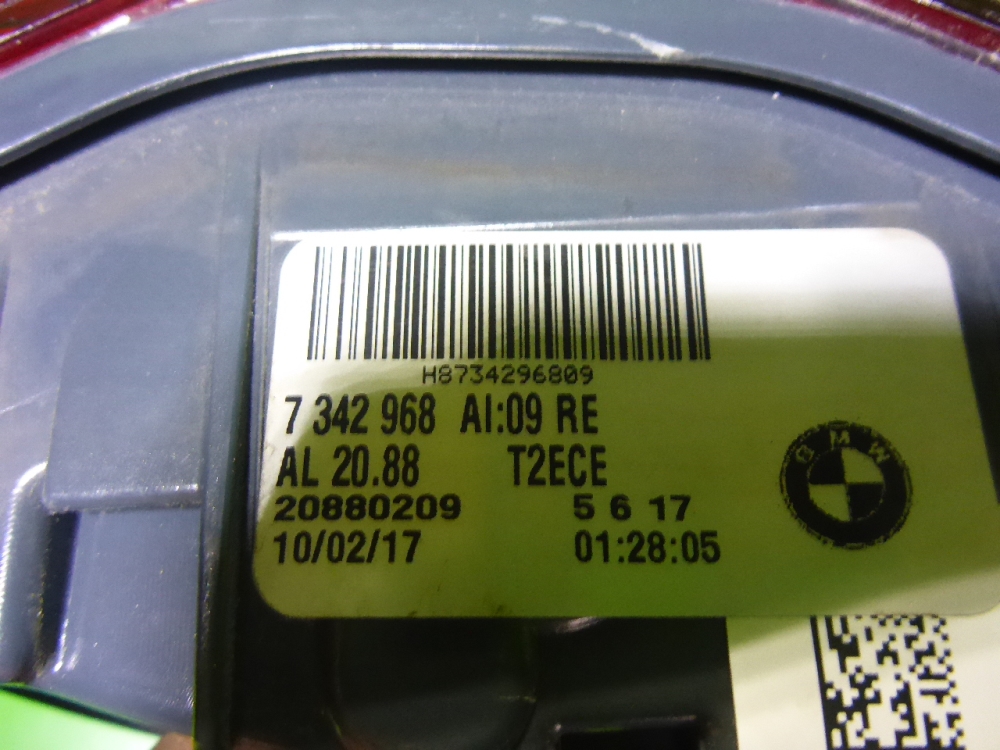 H8734296809
7 342 968 AI:09 RE
AL 20.88 T2ECE
20880209 5 6 17
10/02/17 01:28:05
BMW